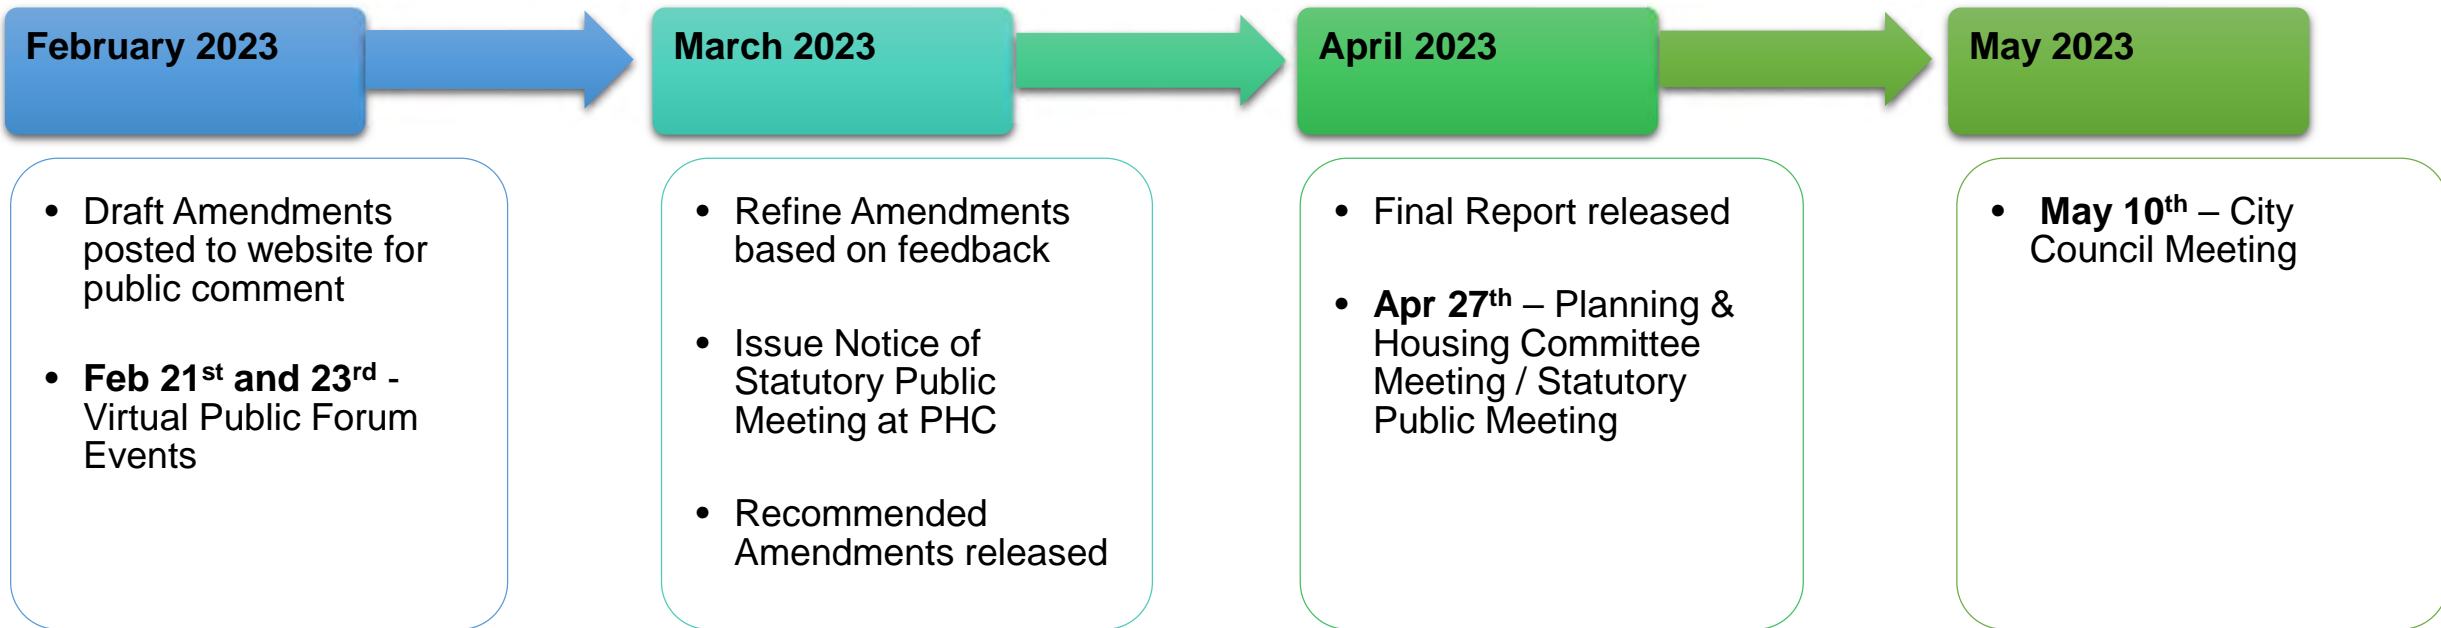 February 2023
• Draft Amendments
posted to website for
public comment
• Feb 21st and 23rd -
Virtual Public Forum
Events
March 2023
• Refine Amendments
based on feedback
• Issue Notice of
Statutory Public
Meeting at PHC
• Recommended
Amendments released
April 2023
• Final Report released
• Apr 27th – Planning &
Housing Committee
Meeting / Statutory
Public Meeting
May 2023
• May 10th – City
Council Meeting